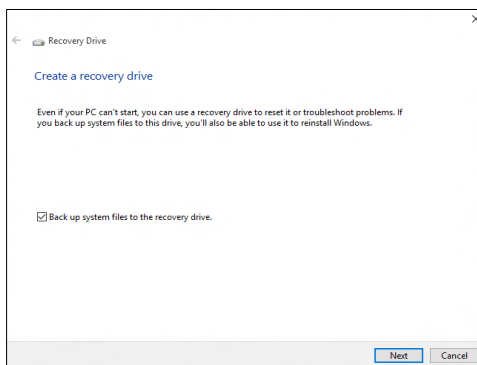 Recovery Drive
Create a recovery drive
Even if your PC can't start, you can use a recovery drive to reset it or troubleshoot problems. If
you back up system files to this drive, you'll also be able to use it to reinstall Windows.
Back up system files to the recovery drive.
Next Cancel